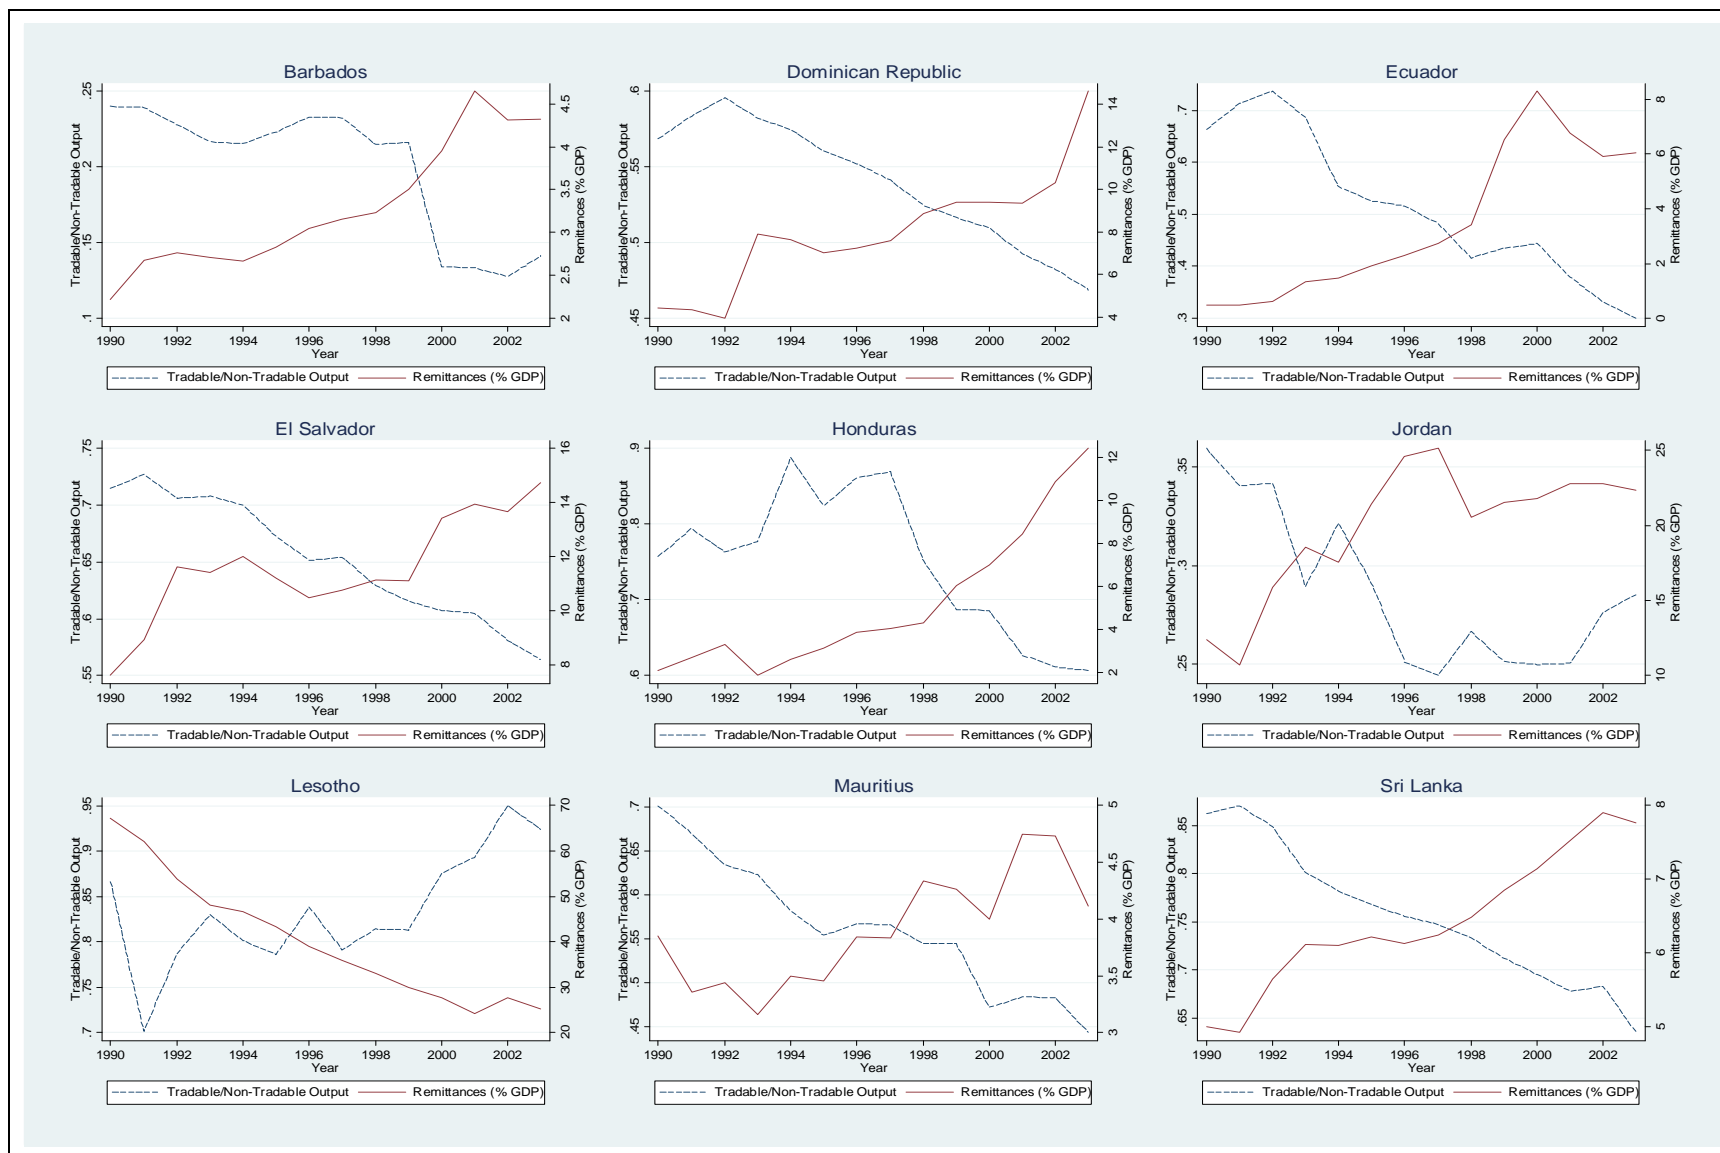 Barbados
Tradable/Non-Tradable Output
.1 .15 .2 .25
Remittances (% GDP)
2 2.5 3 3.5 4 4.5
1990 1992 1994 1996 1998 2000 2002
Year
Tradable/Non-Tradable Output Remittances (% GDP)
Dominican Republic
Tradable/Non-Tradable Output
.45 .5 .55 .6
Remittances (% GDP)
4 6 8 10 12 14
1990 1992 1994 1996 1998 2000 2002
Year
Tradable/Non-Tradable Output Remittances (% GDP)
Ecuador
Tradable/Non-Tradable Output
.3 .4 .5 .6 .7
Remittances (% GDP)
0 2 4 6 8
1990 1992 1994 1996 1998 2000 2002
Year
Tradable/Non-Tradable Output Remittances (% GDP)
El Salvador
Tradable/Non-Tradable Output
.55 .6 .65 .7 .75
Remittances (% GDP)
8 10 12 14 16
1990 1992 1994 1996 1998 2000 2002
Year
Tradable/Non-Tradable Output Remittances (% GDP)
Honduras
Tradable/Non-Tradable Output
.6 .7 .8 .9
Remittances (% GDP)
2 4 6 8 10 12
1990 1992 1994 1996 1998 2000 2002
Year
Tradable/Non-Tradable Output Remittances (% GDP)
Jordan
Tradable/Non-Tradable Output
.25 .3 .35
Remittances (% GDP)
10 15 20 25
1990 1992 1994 1996 1998 2000 2002
Year
Tradable/Non-Tradable Output Remittances (% GDP)
Lesotho
Tradable/Non-Tradable Output
.7 .75 .8 .85 .9 .95
Remittances (% GDP)
20 30 40 50 60 70
1990 1992 1994 1996 1998 2000 2002
Year
Tradable/Non-Tradable Output Remittances (% GDP)
Mauritius
Tradable/Non-Tradable Output
.45 .5 .55 .6 .65 .7
Remittances (% GDP)
3 3.5 4 4.5 5
1990 1992 1994 1996 1998 2000 2002
Year
Tradable/Non-Tradable Output Remittances (% GDP)
Sri Lanka
Tradable/Non-Tradable Output
.65 .7 .75 .8 .85
Remittances (% GDP)
5 6 7 8
1990 1992 1994 1996 1998 2000 2002
Year
Tradable/Non-Tradable Output Remittances (% GDP)